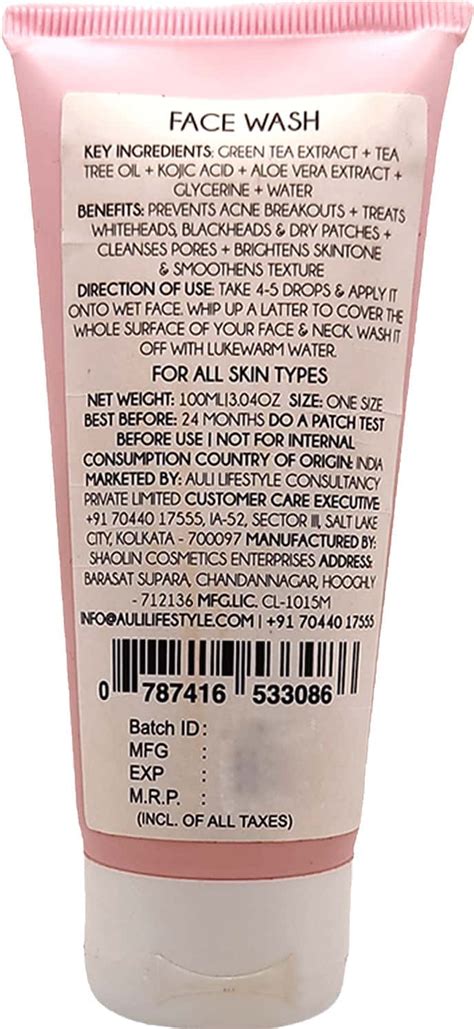 FACE WASH
KEY INGREDIENTS: GREEN TEA EXTRACT + TEA
TREE OIL + KOJIC ACID + ALOE VERA EXTRACT +
GLYCERINE + WATER
BENEFITS: PREVENTS ACNE BREAKOUTS + TREATS
WHITEHEADS, BLACKHEADS & DRY PATCHES +
CLEANSES PORES + BRIGHTENS SKINTONE
& SMOOTHENS TEXTURE
DIRECTION OF USE: TAKE 4-5 DROPS & APPLY IT
ONTO WET FACE. WHIP UP A LATTER TO COVER THE
WHOLE SURFACE OF YOUR FACE & NECK. WASH IT
OFF WITH LUKEWARM WATER.
FOR ALL SKIN TYPES
NET WEIGHT: 100ML|3.04OZ SIZE: ONE SIZE
BEST BEFORE: 24 MONTHS DO A PATCH TEST
BEFORE USE | NOT FOR INTERNAL
CONSUMPTION COUNTRY OF ORIGIN: INDIA
MARKETED BY: AULI LIFESTYLE CONSULTANCY
PRIVATE LIMITED CUSTOMER CARE EXECUTIVE
+91 70440 17555, IA-52, SECTOR III, SALT LAKE
CITY, KOLKATA - 700097 MANUFACTURED BY:
SHAOLIN COSMETICS ENTERPRISES ADDRESS:
BARASAT SUPARA, CHANDANNAGAR, HOOGHLY
- 712136 MFG.LIC. CL-1015M
INFO@AULILIFESTYLE.COM | +91 70440 17555
0 787416 533086
Batch ID :
MFG :
EXP :
M.R.P. :
(INCL. OF ALL TAXES)